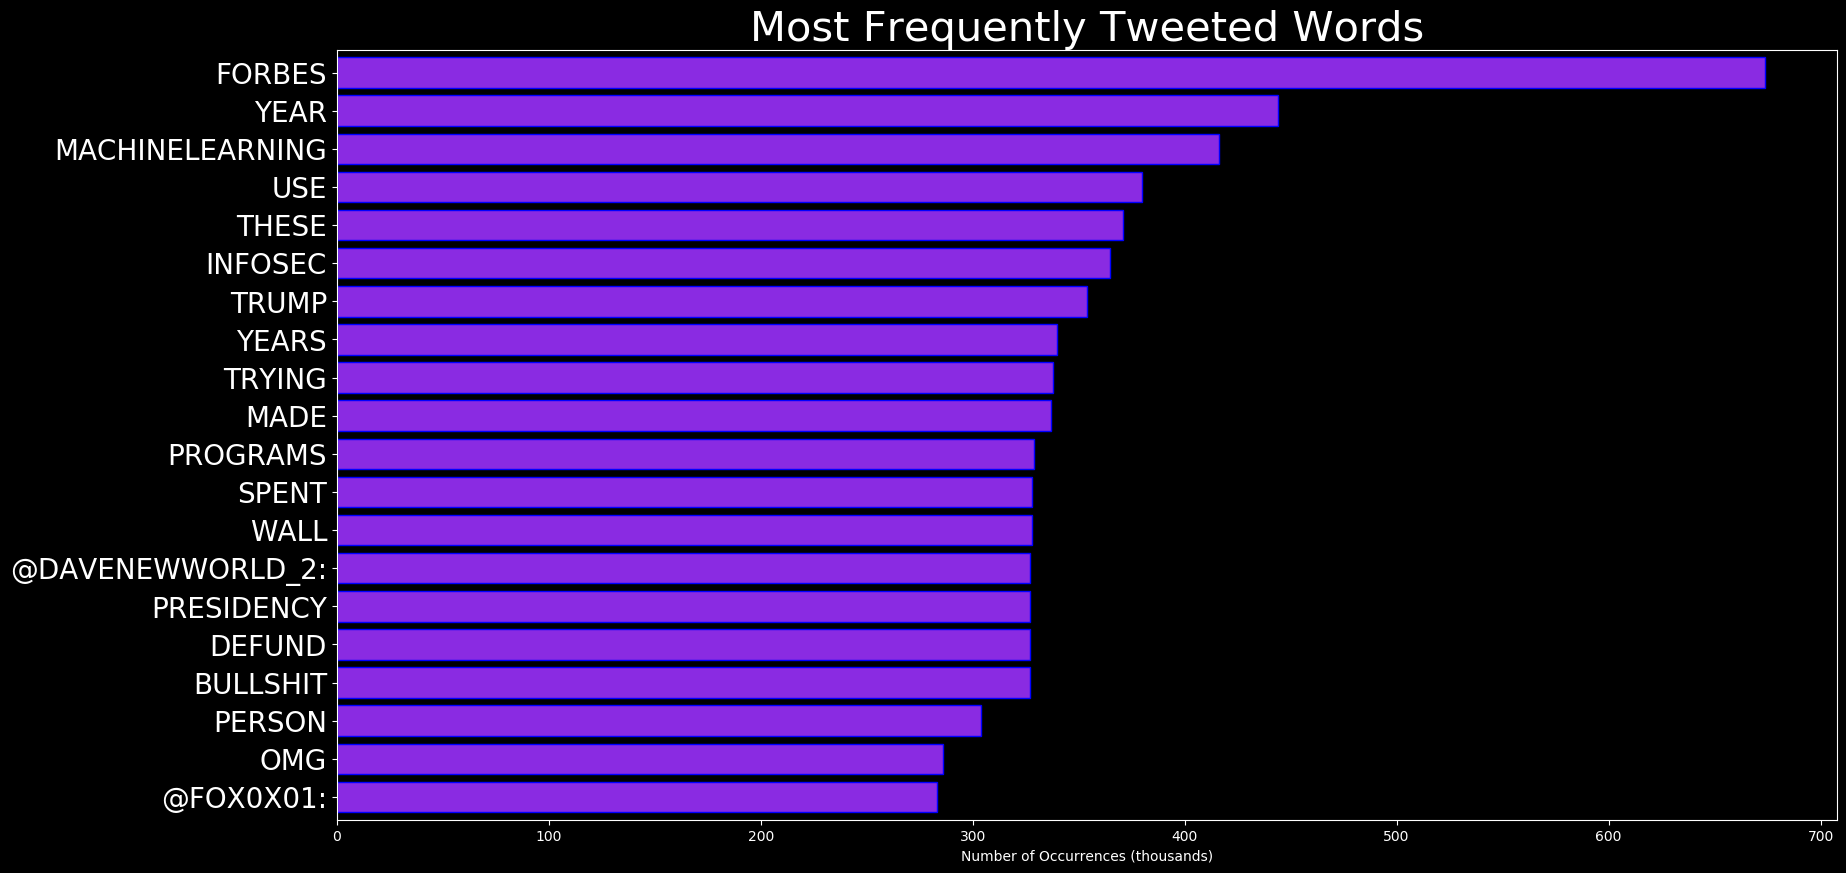 Most Frequently Tweeted Words
FORBES
YEAR
MACHINELEARNING
USE
THESE
INFOSEC
TRUMP
YEARS
TRYING
MADE
PROGRAMS
SPENT
WALL
@DAVENEWWORLD_2:
PRESIDENCY
DEFUND
BULLSHIT
PERSON
OMG
@FOX0X01:
0 100 200 300 400 500 600 700
Number of Occurrences (thousands)